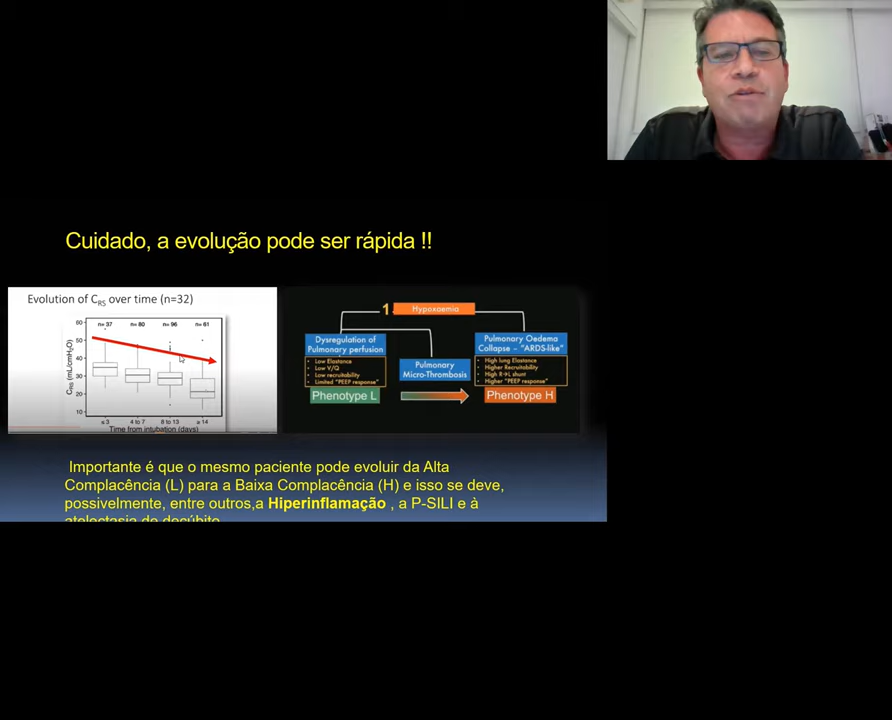 Cuidado, a evolução pode ser rápida !!
Evolution of CRS over time (n=32)
n= 37 n= 80 n= 96 n= 61
60
50
40
30
20
10
CRS (mL/cmH2O)
≤ 3 4 to 7 8 to 13 ≥ 14
Time from intubation (days)
1. Hypoxaemia
Dysregulation of
Pulmonary perfusion
• Low Elastance
• Low V/Q
• Low recruitability
• Limited "PEEP response"
Phenotype L
Pulmonary
Micro-Thrombosis
Pulmonary Oedema
Collapse – "ARDS-like"
• High lung Elastance
• Higher Recruitability
• High R→L shunt
• Higher "PEEP response"
Phenotype H
Importante é que o mesmo paciente pode evoluir da Alta
Complacência (L) para a Baixa Complacência (H) e isso se deve,
possivelmente, entre outros,a Hiperinflamação , a P-SILI e à
atelectasia de decúbito